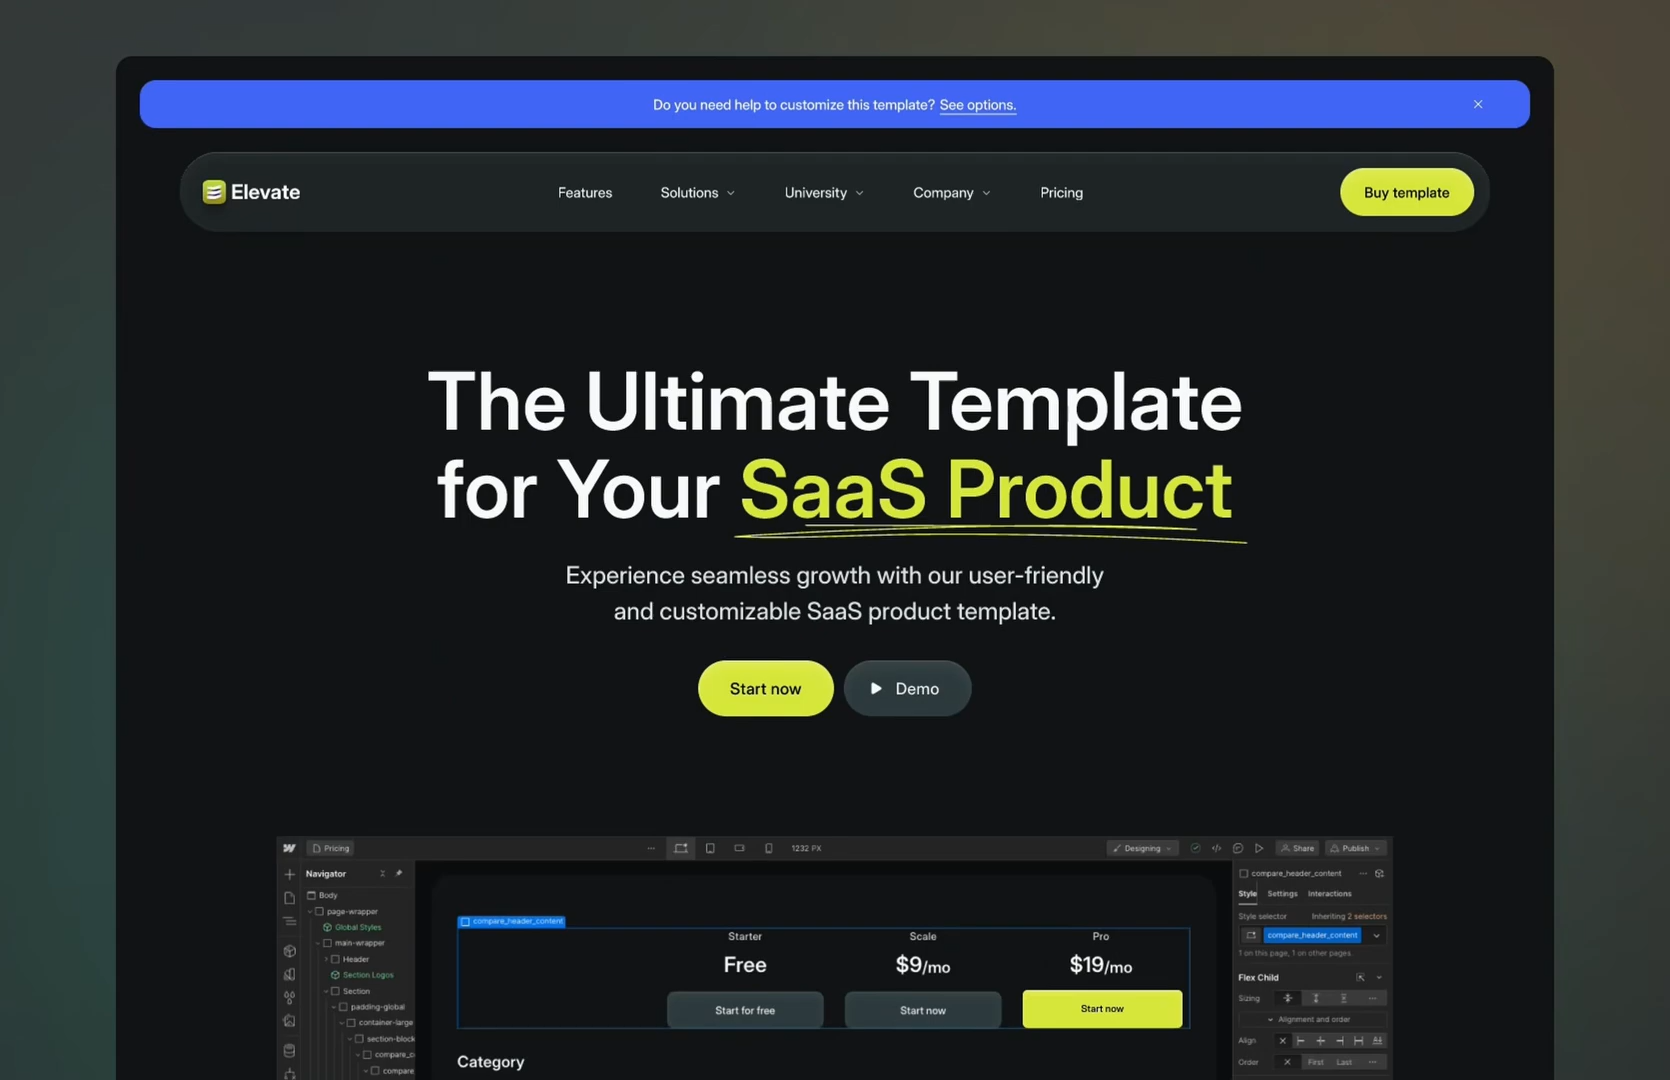 Do you need help to customize this template? See options.
Elevate
Features
Solutions
University
Company
Pricing
Buy template
The Ultimate Template
for Your SaaS Product
Experience seamless growth with our user-friendly
and customizable SaaS product template.
Start now
Demo
Pricing
1232 PX
Designing
Share
Publish
Navigator
Body
page-wrapper
Global Styles
main-wrapper
Header
Section Logos
Section
padding-global
container-large
section-block
compare_c
compare
compare_header_content
Starter
Scale
Pro
Free
$9/mo
$19/mo
Start for free
Start now
Start now
Category
compare_header_content
Style
Settings
Interactions
Style selector
Inheriting 2 selectors
compare_header_content
1 on this page, 1 on other pages.
Flex Child
Sizing
Alignment and order
Align
Order
First
Last